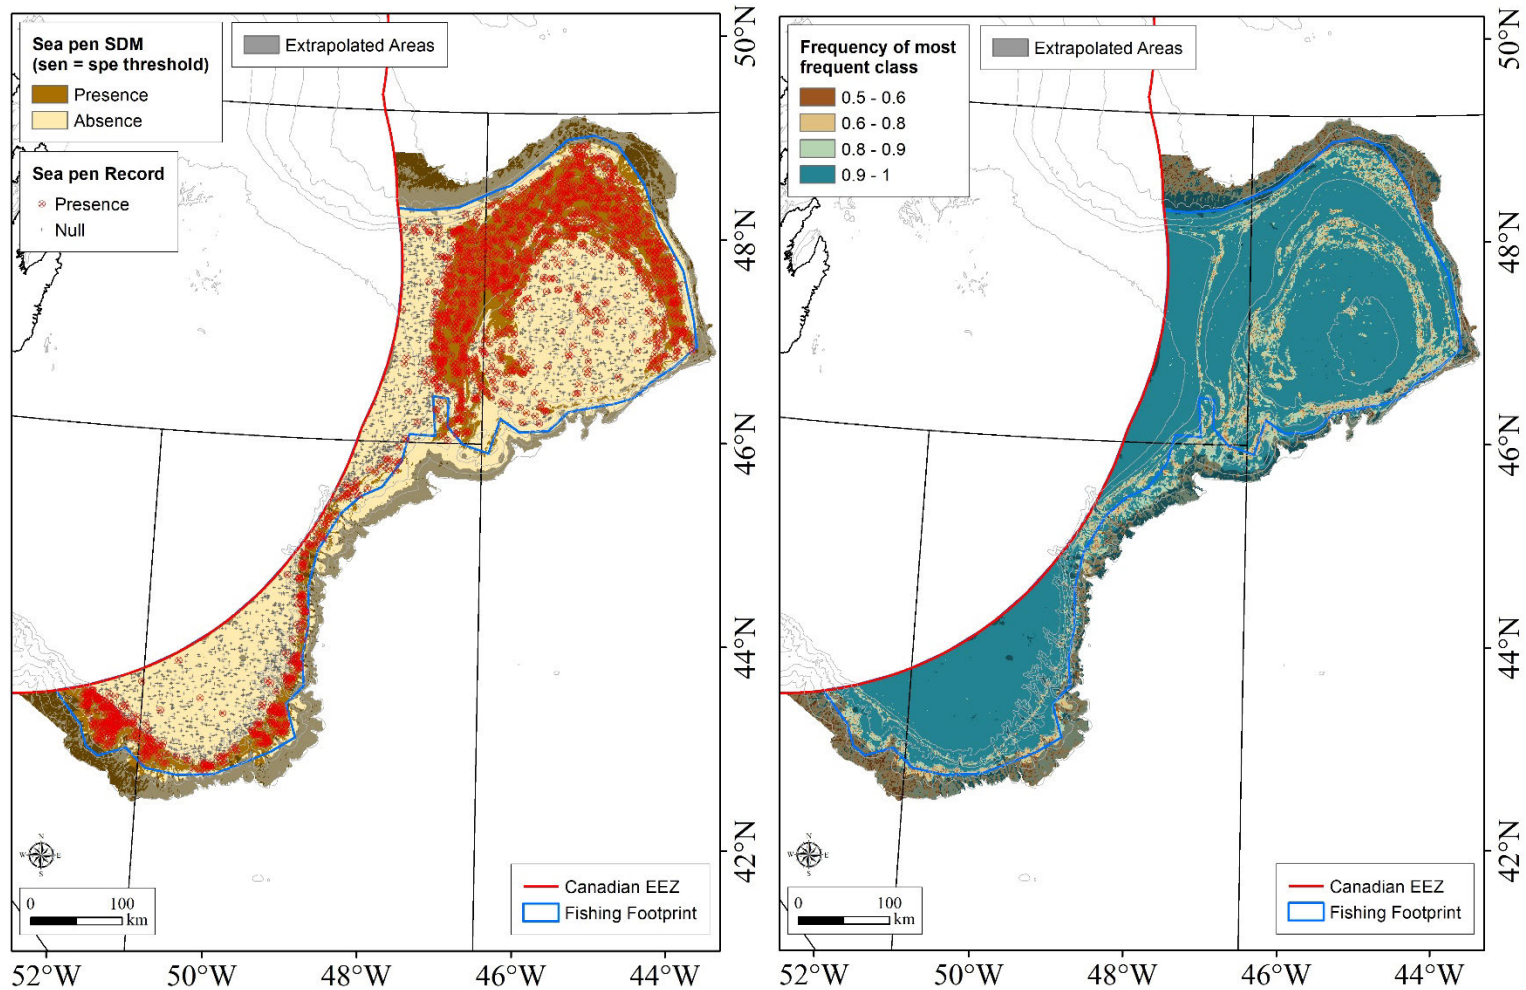 Sea pen SDM
(sen = spe threshold)
Presence
Absence
Extrapolated Areas
Sea pen Record
Presence
Null
N
W
E
S
0 100
km
Canadian EEZ
Fishing Footprint
50°N
48°N
46°N
44°N
42°N
52°W 50°W 48°W 46°W 44°W
Frequency of most
frequent class
0.5 - 0.6
0.6 - 0.8
0.8 - 0.9
0.9 - 1
Extrapolated Areas
N
W
E
S
0 100
km
Canadian EEZ
Fishing Footprint
50°N
48°N
46°N
44°N
42°N
52°W 50°W 48°W 46°W 44°W